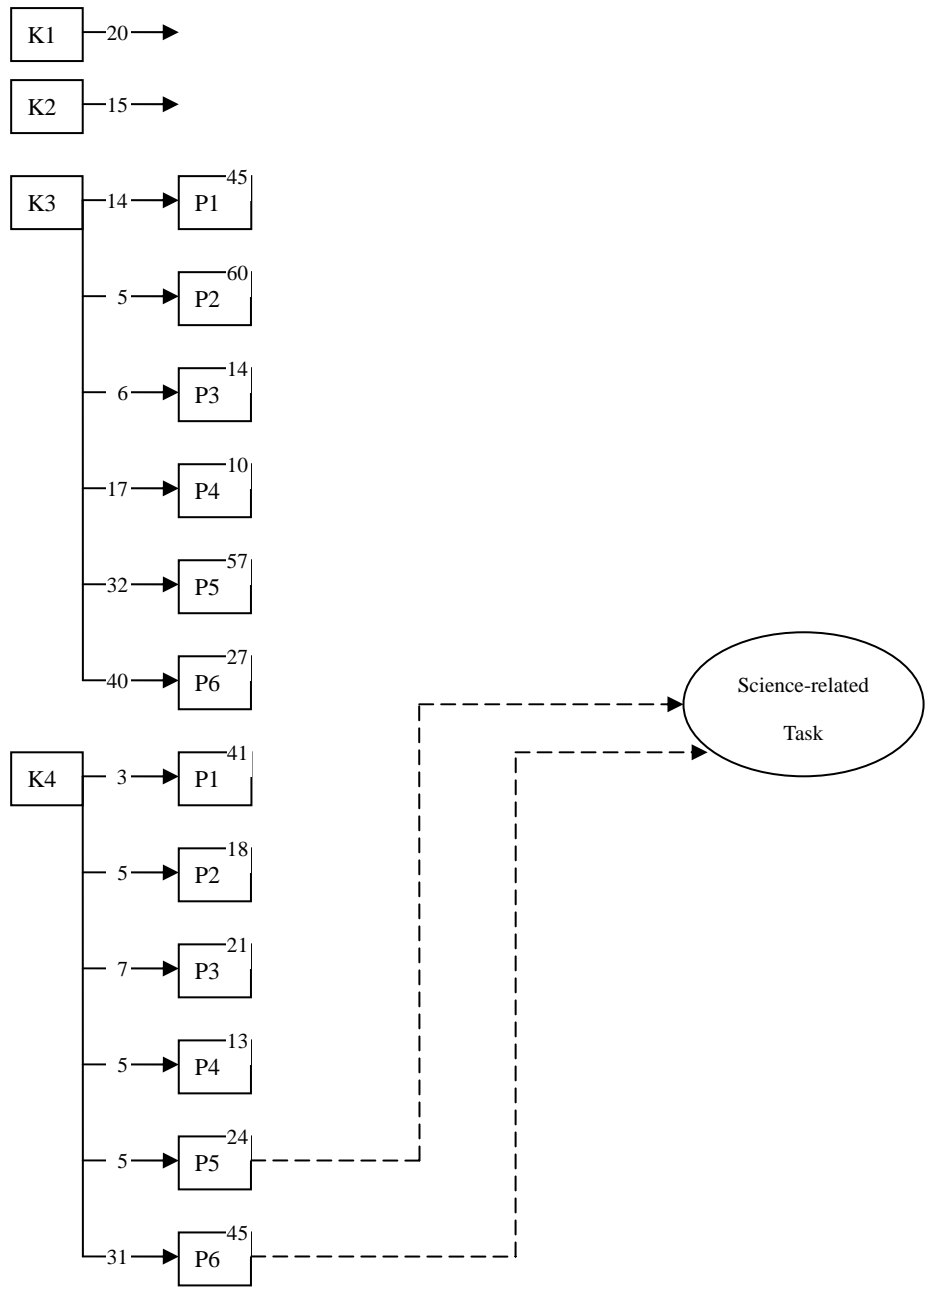 K1 20
K2 15
45
K3 14 P1
60
5 P2
14
6 P3
10
17 P4
57
32 P5
27
40 P6
Science-related
Task
41
K4 3 P1
18
5 P2
21
7 P3
13
5 P4
24
5 P5
45
31 P6